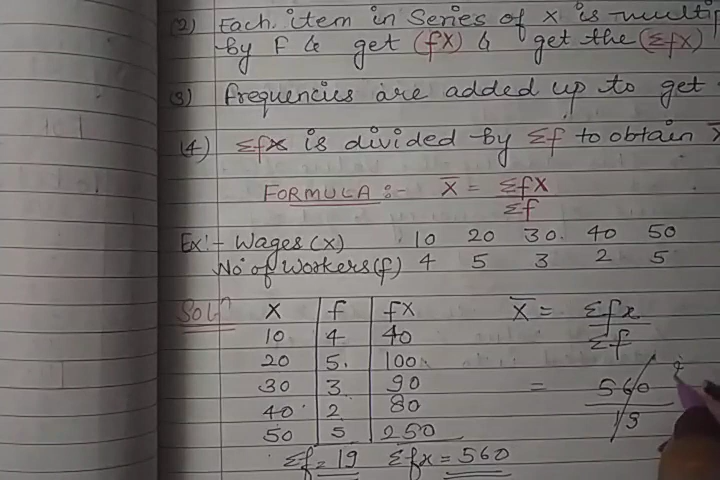 (2) Each item in Series of X is
by F & get (fX) & get the (Σfx)
(3) frequencies are added up to get
(4) Σfx is divided by Σf to obtain X̄
FORMULA :- X̄ = ΣfX / Σf
Ex:- Wages(x) 10 20 30. 40 50
No of Workers(f) 4 5 3 2 5
Solⁿ X f fX X̄ = Σfx / Σf
10 4 40
20 5. 100
30 3 90 = 560 / 19
40 2 80
50 5 250
Σf = 19 Σfx = 560